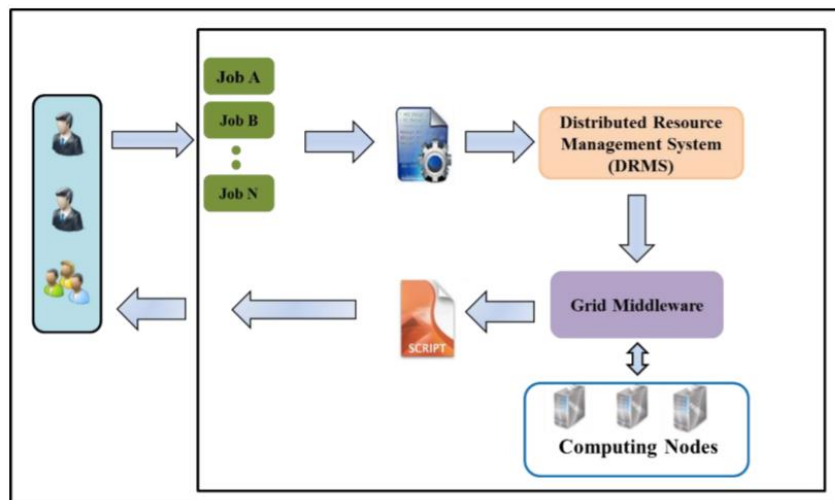 Job A
Job B
Job N
Distributed Resource
Management System
(DRMS)
Grid Middleware
SCRIPT
Computing Nodes